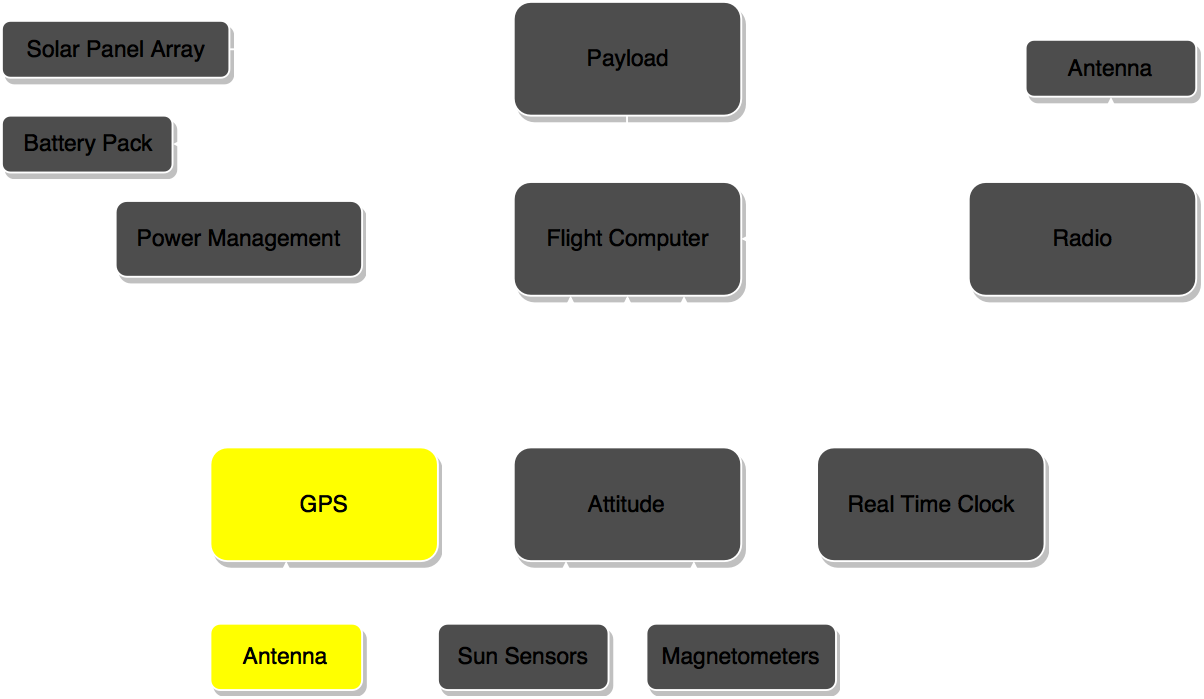 Solar Panel Array
Payload
Antenna
Battery Pack
Power Management
Flight Computer
Radio
GPS
Attitude
Real Time Clock
Antenna
Sun Sensors
Magnetometers